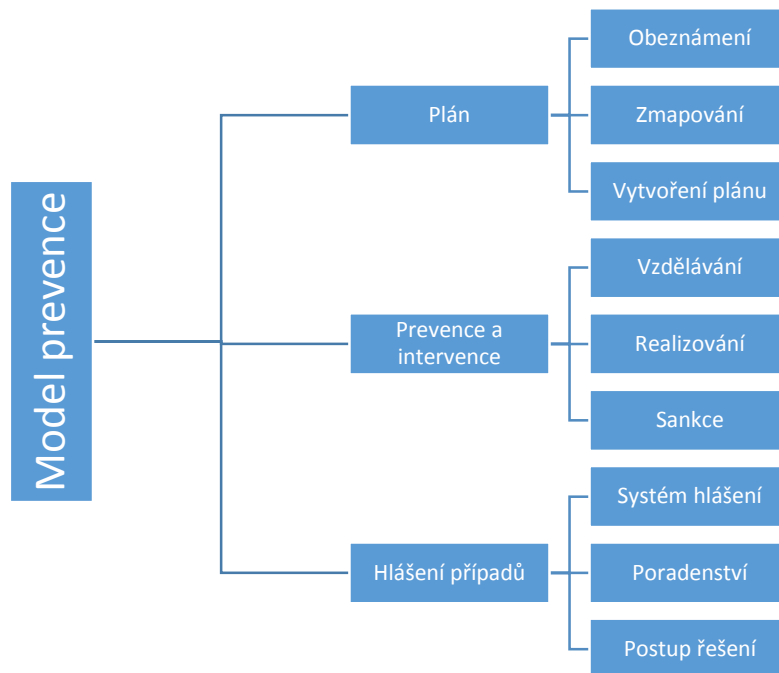 Model prevence
Plán
Obeznámení
Zmapování
Vytvoření plánu
Prevence a
intervence
Vzdělávání
Realizování
Sankce
Hlášení případů
Systém hlášení
Poradenství
Postup řešení